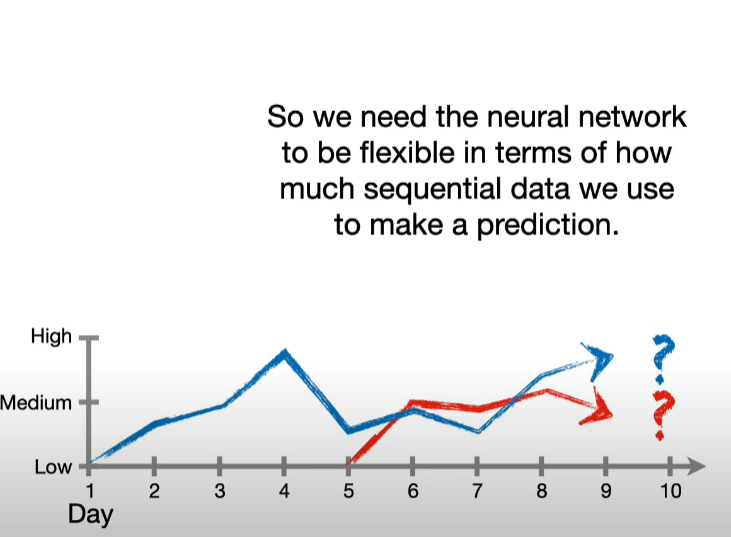 So we need the neural network
to be flexible in terms of how
much sequential data we use
to make a prediction.
High
?
Medium
?
Low
1 2 3 4 5 6 7 8 9 10
Day